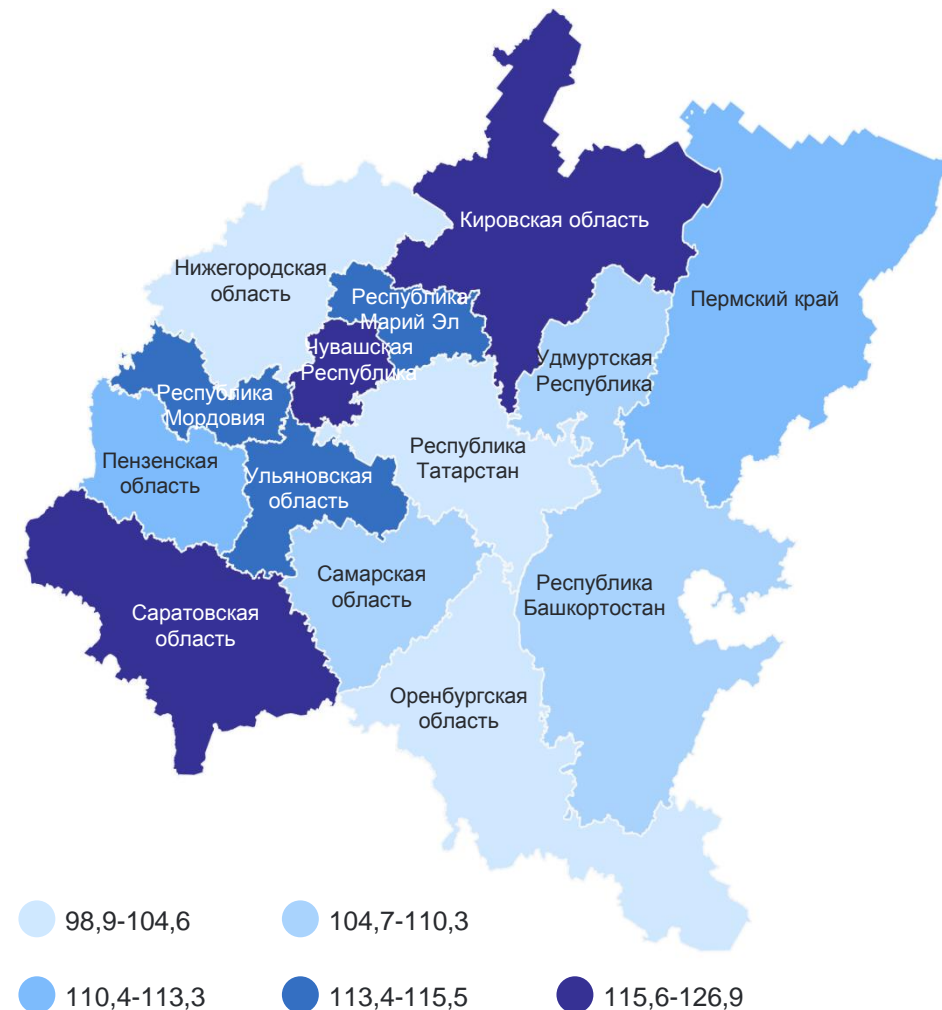 Кировская область
Нижегородская
область
Республика
Марий Эл
Пермский край
Чувашская
Республика
Удмуртская
Республика
Республика
Мордовия
Республика
Татарстан
Пензенская
область
Ульяновская
область
Самарская
область
Республика
Башкортостан
Саратовская
область
Оренбургская
область
98,9-104,6
104,7-110,3
110,4-113,3
113,4-115,5
115,6-126,9